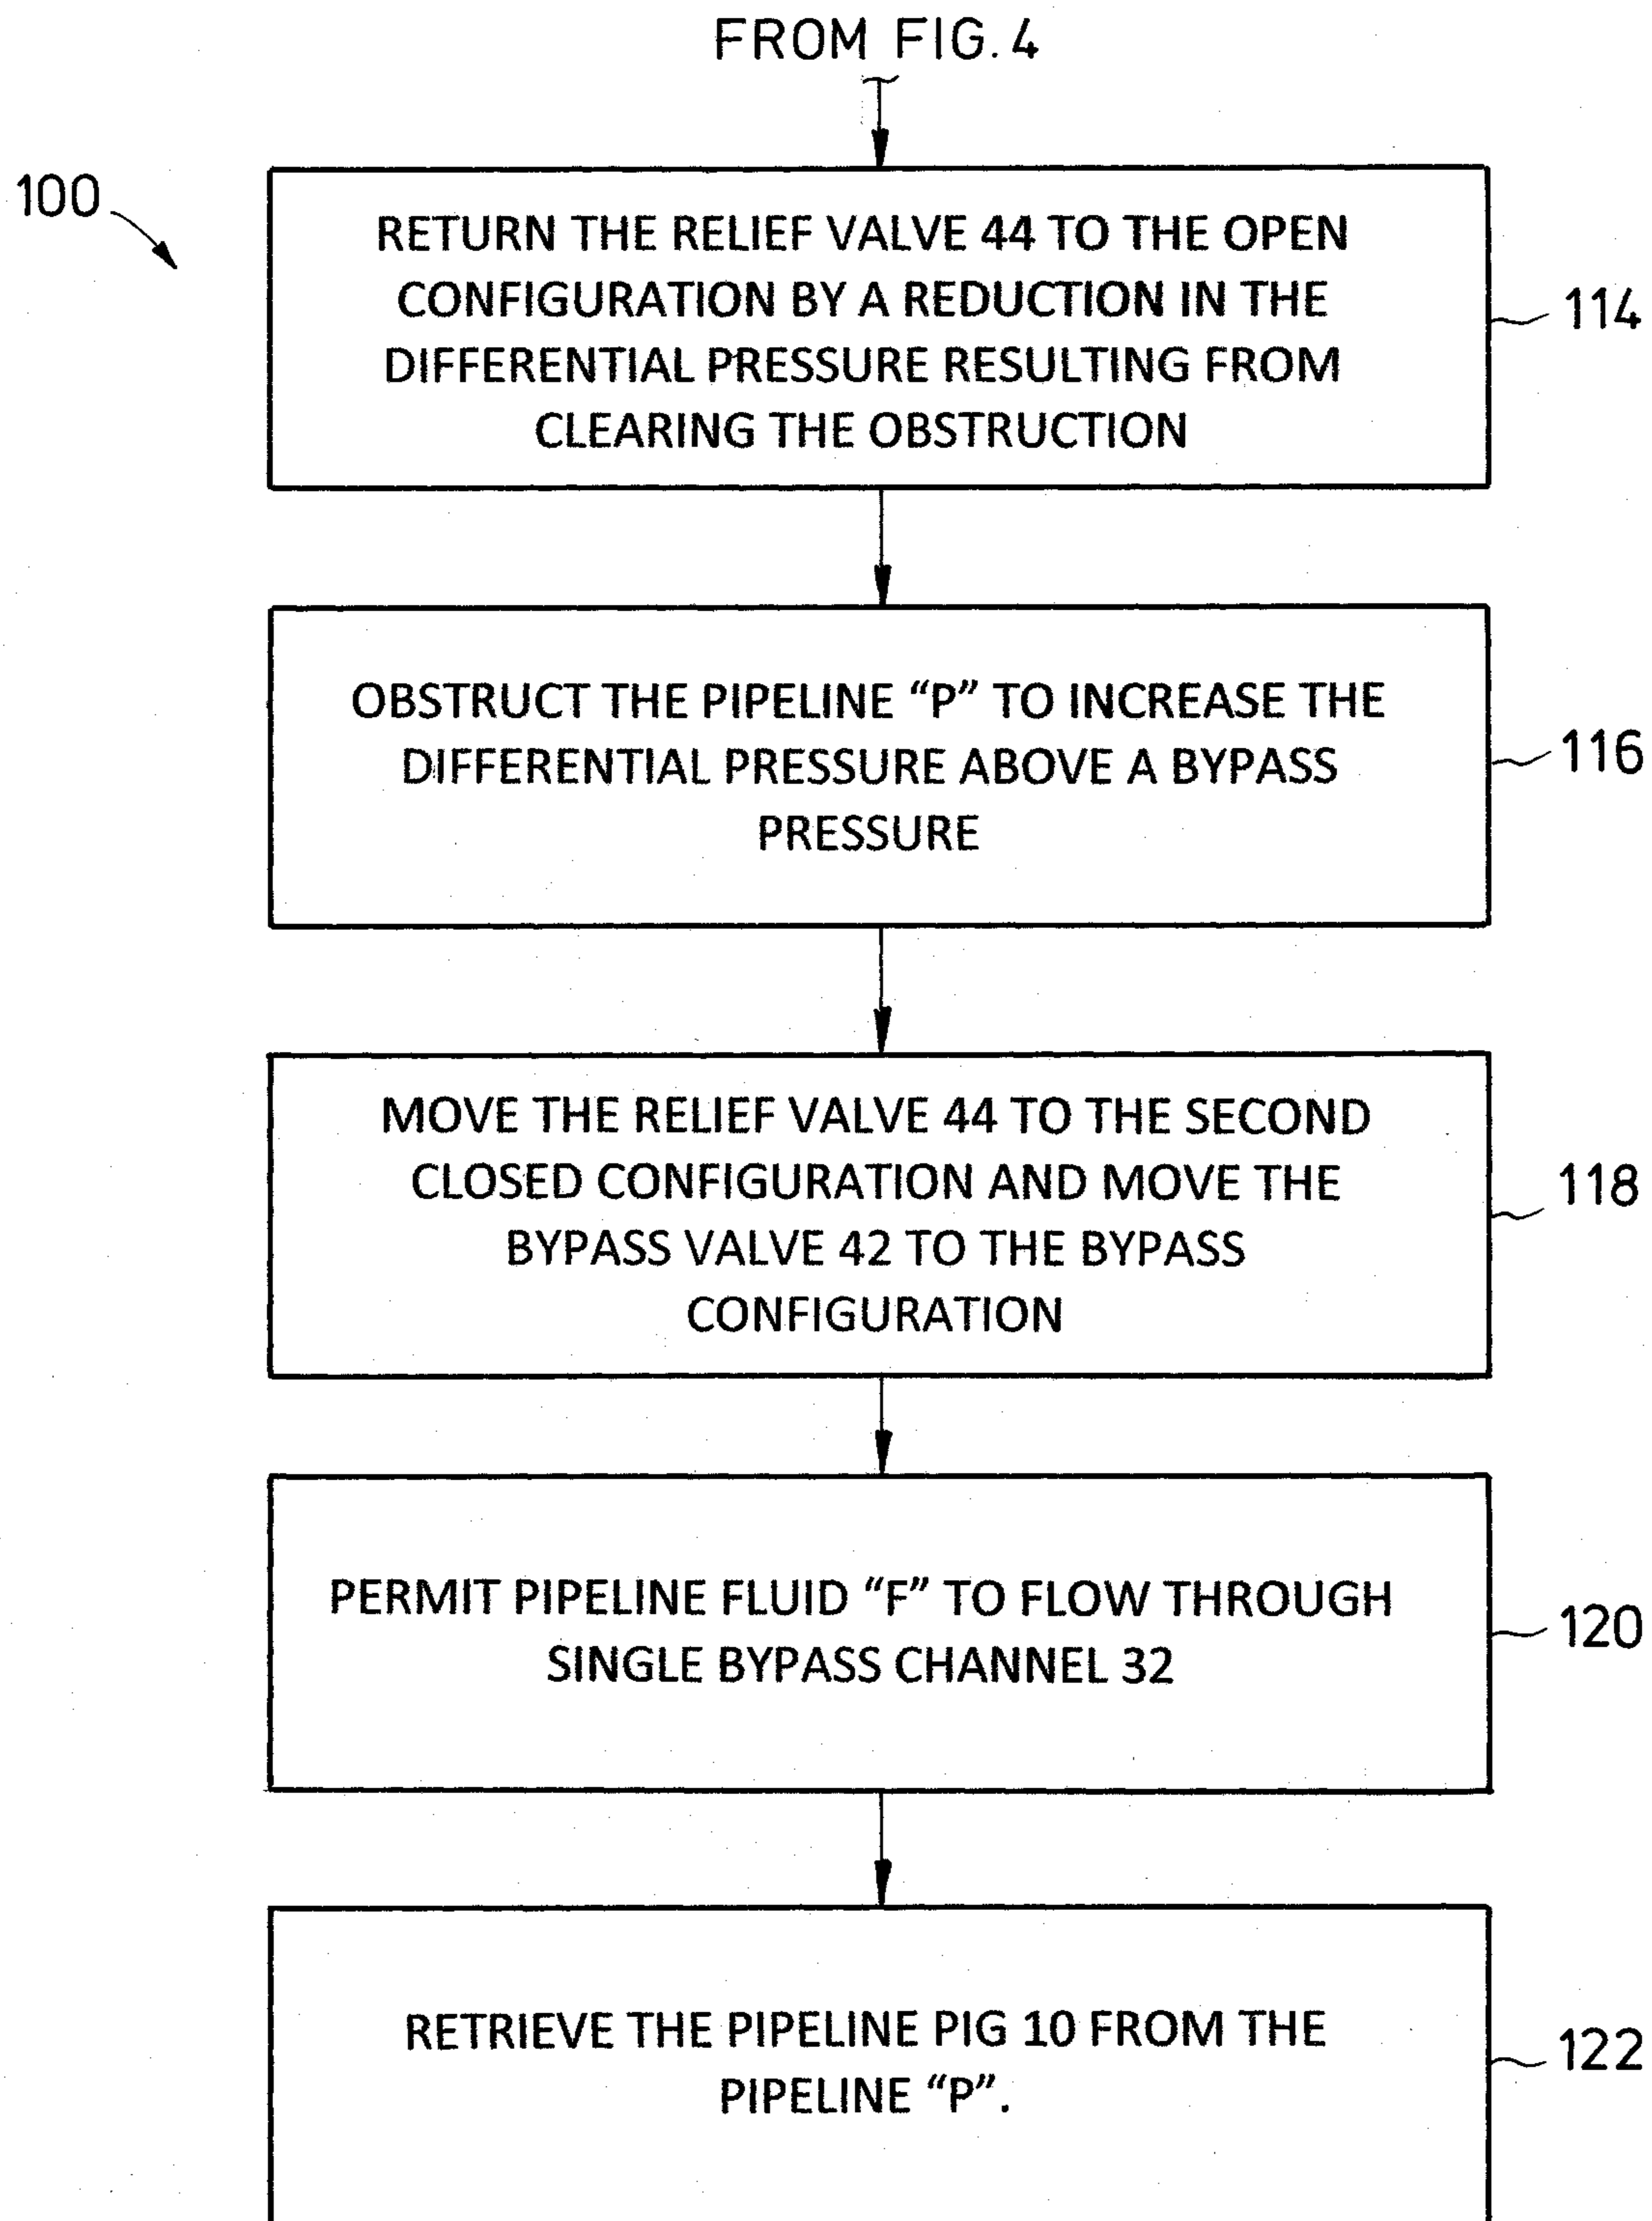 FROM FIG. 4
100
RETURN THE RELIEF VALVE 44 TO THE OPEN
CONFIGURATION BY A REDUCTION IN THE
DIFFERENTIAL PRESSURE RESULTING FROM
CLEARING THE OBSTRUCTION
114
OBSTRUCT THE PIPELINE “P” TO INCREASE THE
DIFFERENTIAL PRESSURE ABOVE A BYPASS
PRESSURE
116
MOVE THE RELIEF VALVE 44 TO THE SECOND
CLOSED CONFIGURATION AND MOVE THE
BYPASS VALVE 42 TO THE BYPASS
CONFIGURATION
118
PERMIT PIPELINE FLUID “F” TO FLOW THROUGH
SINGLE BYPASS CHANNEL 32
120
RETRIEVE THE PIPELINE PIG 10 FROM THE
PIPELINE “P”.
122